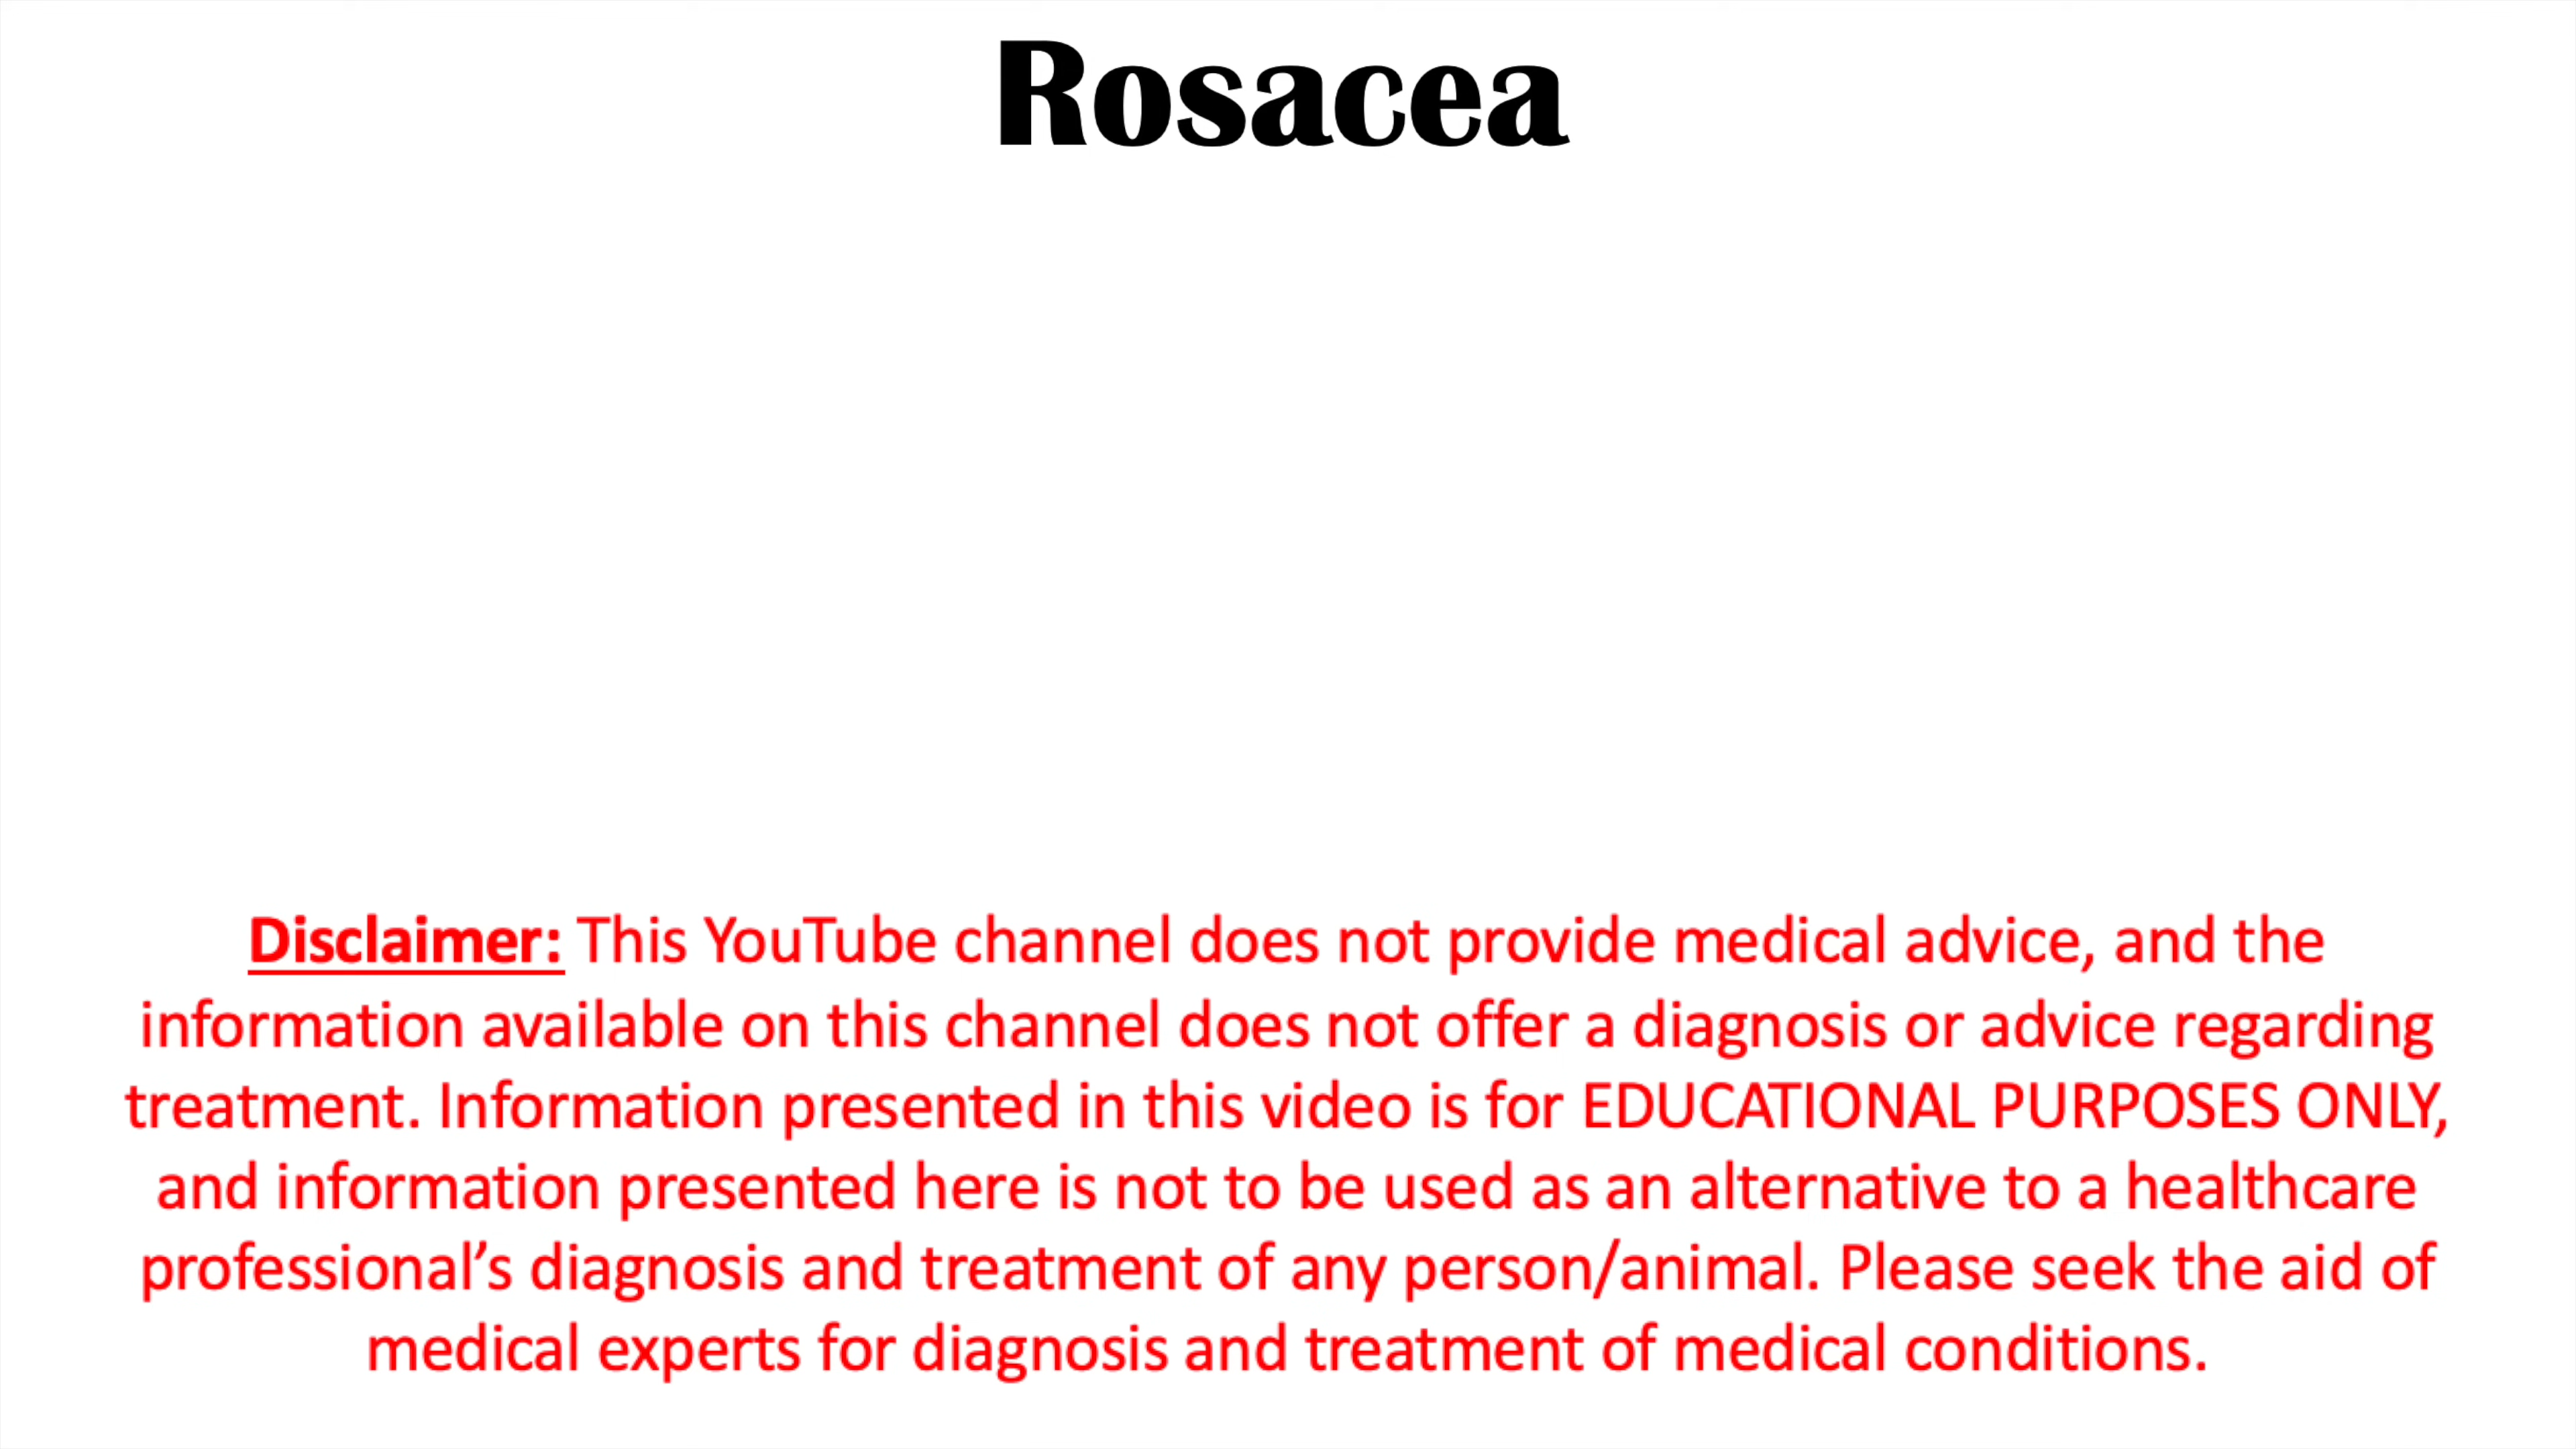 Rosacea
Disclaimer: This YouTube channel does not provide medical advice, and the
information available on this channel does not offer a diagnosis or advice regarding
treatment. Information presented in this video is for EDUCATIONAL PURPOSES ONLY,
and information presented here is not to be used as an alternative to a healthcare
professional’s diagnosis and treatment of any person/animal. Please seek the aid of
medical experts for diagnosis and treatment of medical conditions.